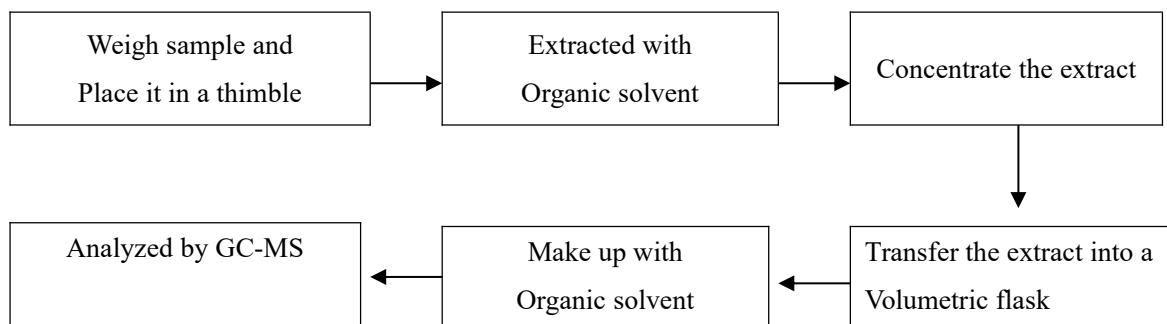 Weigh sample and
Place it in a thimble
Extracted with
Organic solvent
Concentrate the extract
Transfer the extract into a
Volumetric flask
Make up with
Organic solvent
Analyzed by GC-MS